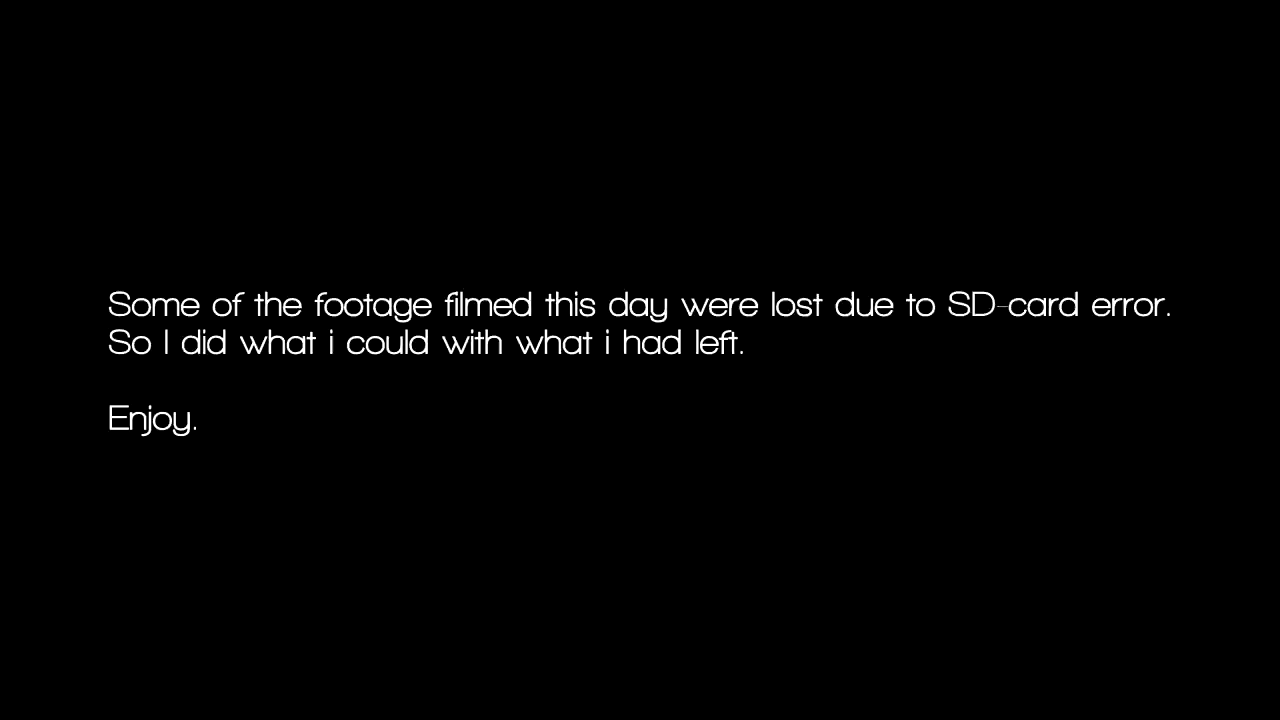 Some of the footage filmed this day were lost due to SD-card error.
So I did what i could with what i had left.
Enjoy.